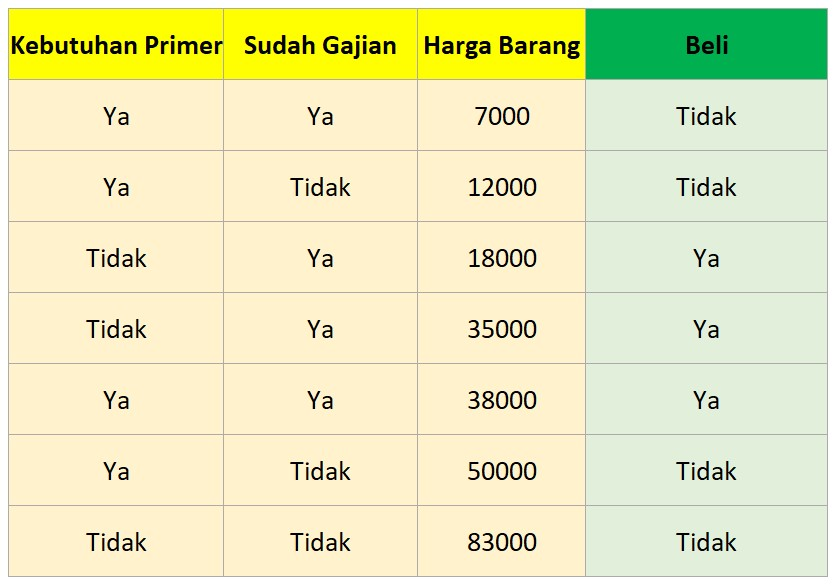 Kebutuhan Primer Sudah Gajian Harga Barang Beli
Ya Ya 7000 Tidak
Ya Tidak 12000 Tidak
Tidak Ya 18000 Ya
Tidak Ya 35000 Ya
Ya Ya 38000 Ya
Ya Tidak 50000 Tidak
Tidak Tidak 83000 Tidak